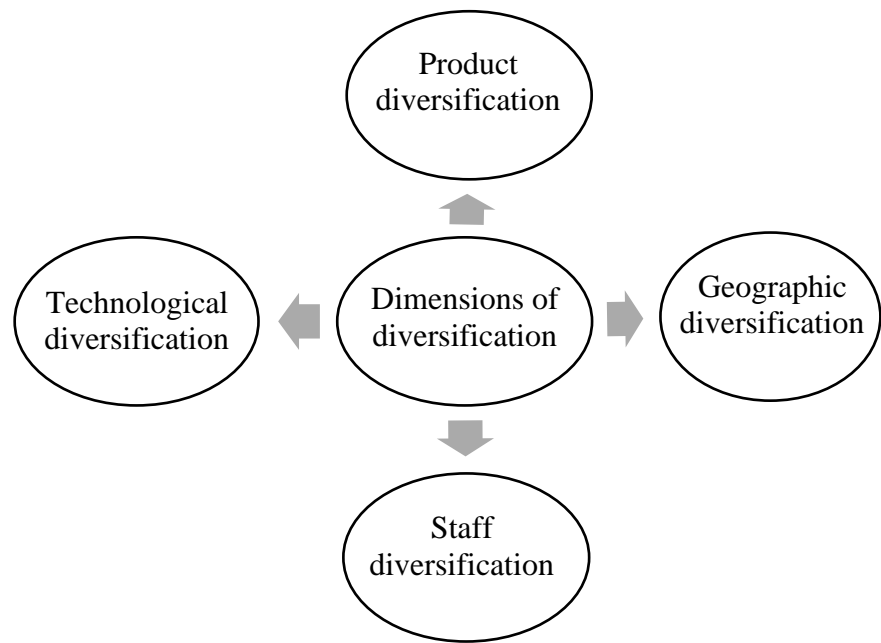 Product
diversification
Technological
diversification
Dimensions of
diversification
Geographic
diversification
Staff
diversification